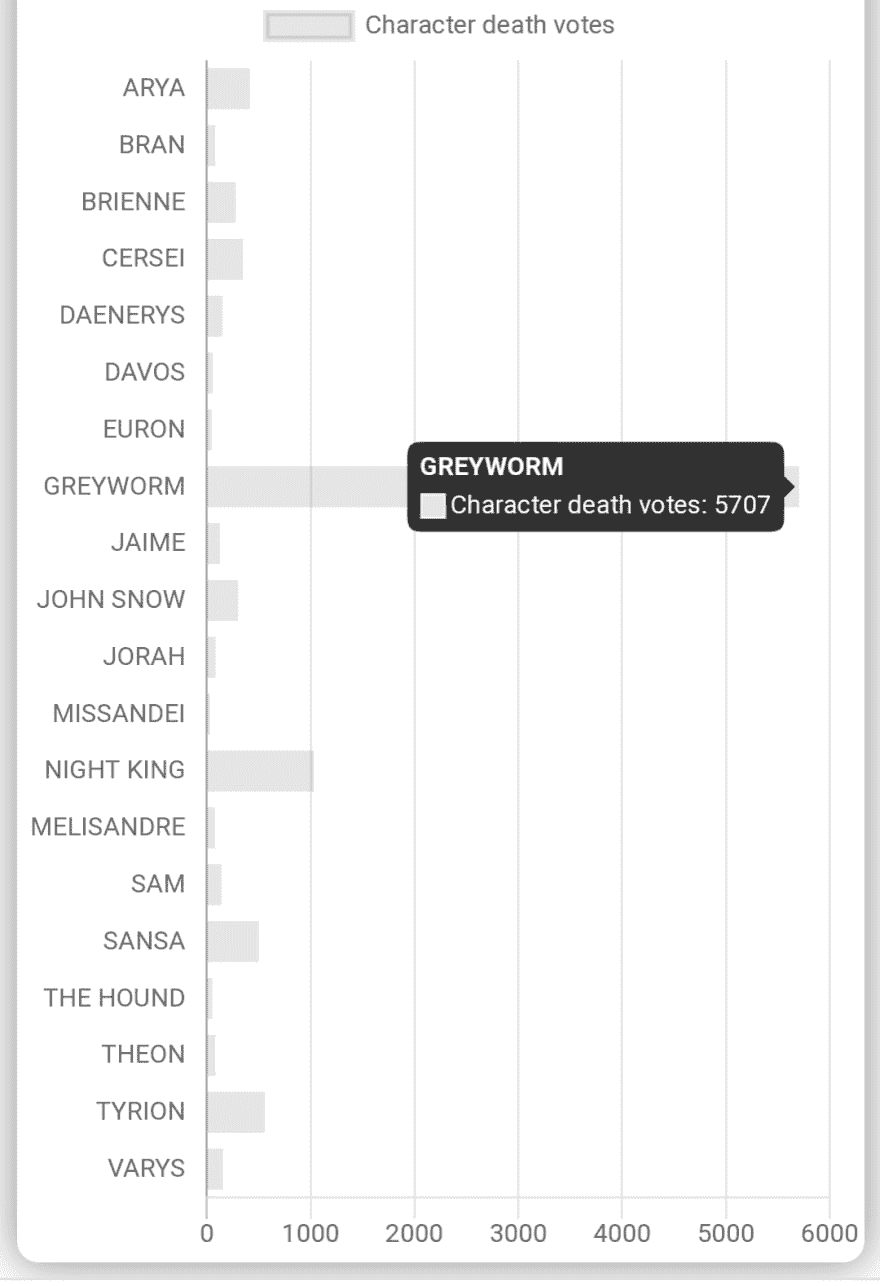 Character death votes
ARYA
BRAN
BRIENNE
CERSEI
DAENERYS
DAVOS
EURON
GREYWORM
GREYWORM
Character death votes: 5707
JAIME
JOHN SNOW
JORAH
MISSANDEI
NIGHT KING
MELISANDRE
SAM
SANSA
THE HOUND
THEON
TYRION
VARYS
0 1000 2000 3000 4000 5000 6000